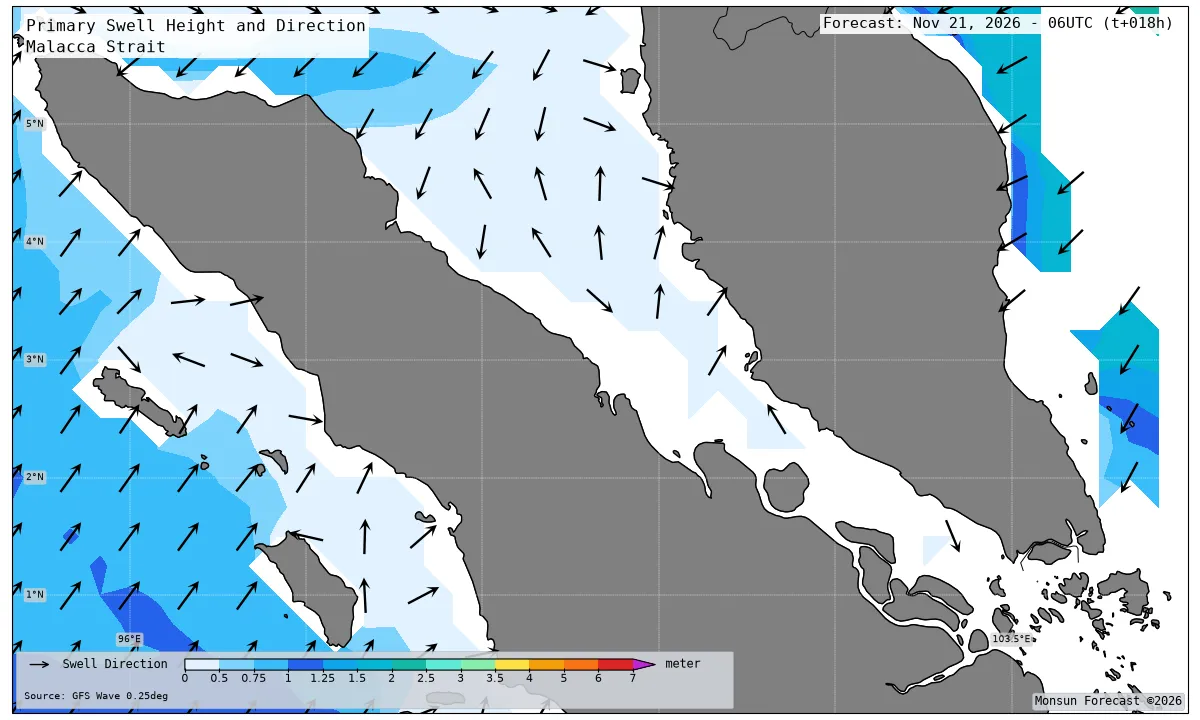 Primary Swell Height and Direction
Malacca Strait
Forecast: Nov 21, 2026 - 06UTC (t+018h)
5°N
4°N
3°N
2°N
1°N
96°E
103.5°E
Swell Direction
0 0.5 0.75 1 1.25 1.5 2 2.5 3 3.5 4 5 6 7
meter
Source: GFS Wave 0.25deg
Monsun Forecast ©2026